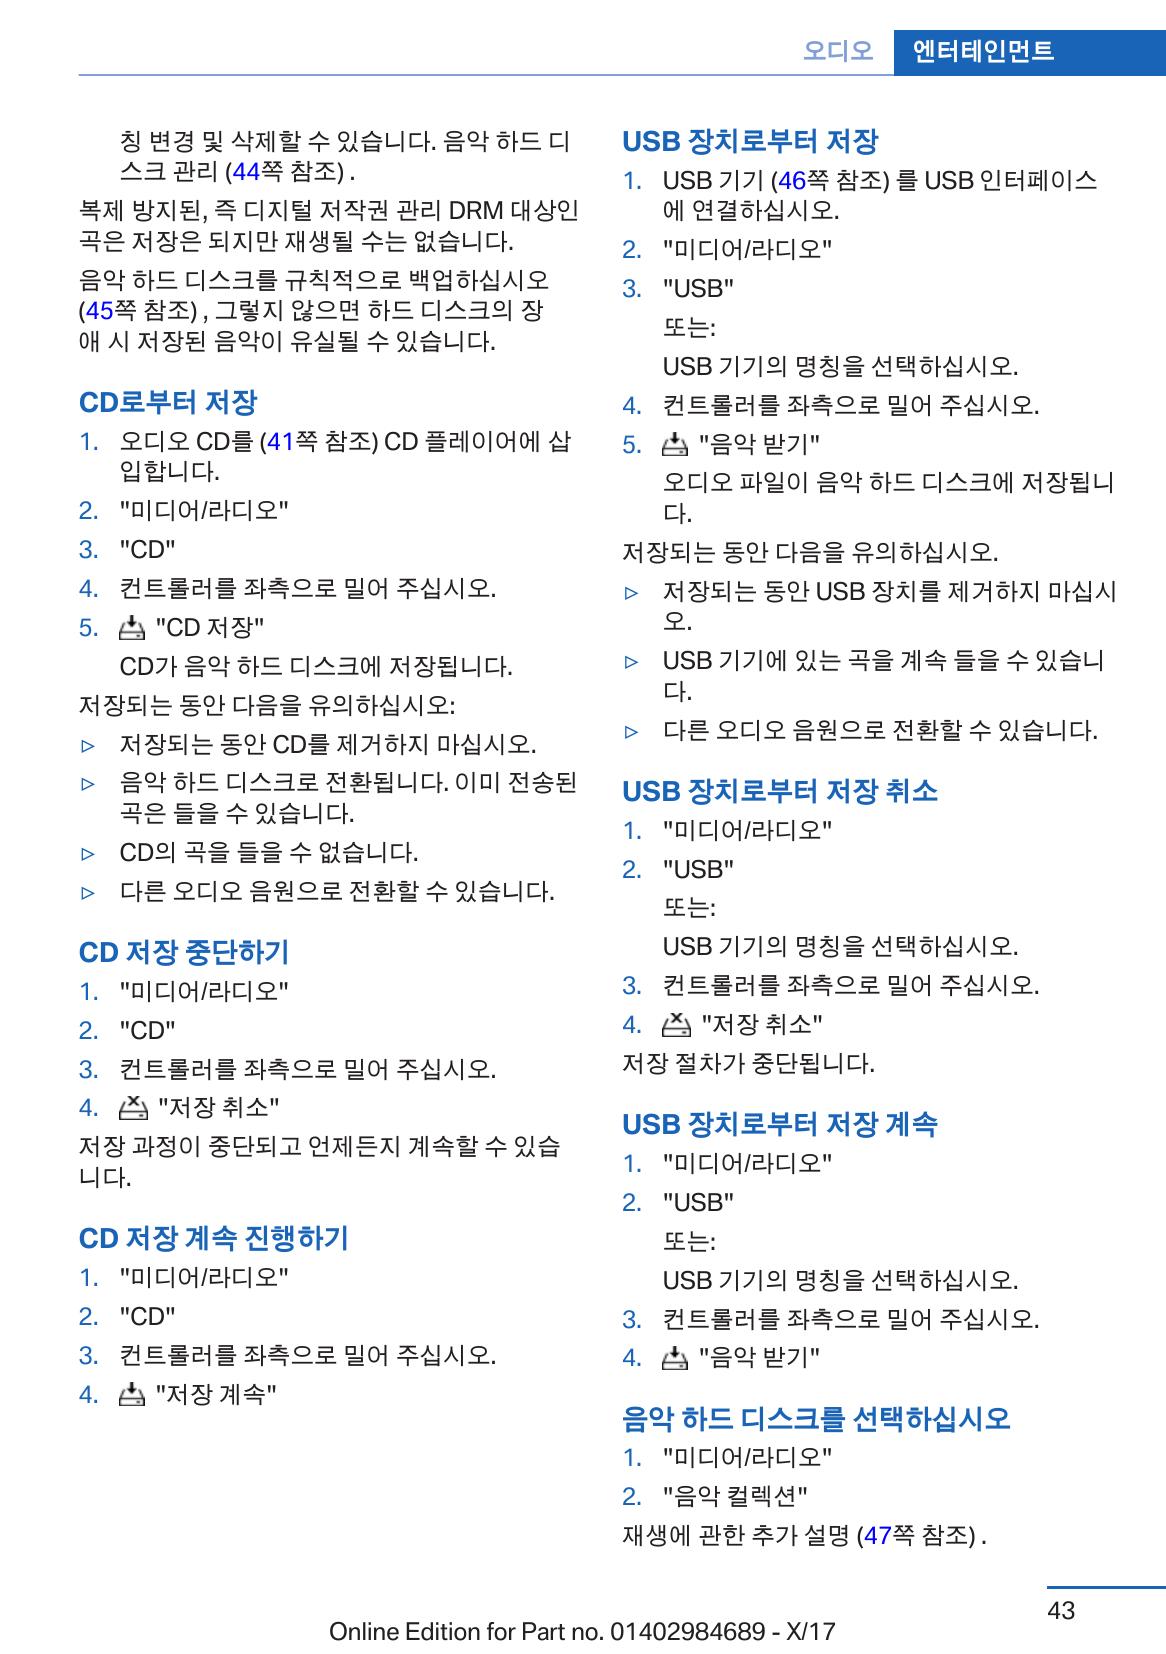 오디오 엔터테인먼트
칭 변경 및 삭제할 수 있습니다. 음악 하드 디
스크 관리 (44쪽 참조) .
복제 방지된, 즉 디지털 저작권 관리 DRM 대상인
곡은 저장은 되지만 재생될 수는 없습니다.
음악 하드 디스크를 규칙적으로 백업하십시오
(45쪽 참조) , 그렇지 않으면 하드 디스크의 장
애 시 저장된 음악이 유실될 수 있습니다.
CD로부터 저장
1. 오디오 CD를 (41쪽 참조) CD 플레이어에 삽
입합니다.
2. "미디어/라디오"
3. "CD"
4. 컨트롤러를 좌측으로 밀어 주십시오.
5. "CD 저장"
CD가 음악 하드 디스크에 저장됩니다.
저장되는 동안 다음을 유의하십시오:
▷ 저장되는 동안 CD를 제거하지 마십시오.
▷ 음악 하드 디스크로 전환됩니다. 이미 전송된
곡은 들을 수 있습니다.
▷ CD의 곡을 들을 수 없습니다.
▷ 다른 오디오 음원으로 전환할 수 있습니다.
CD 저장 중단하기
1. "미디어/라디오"
2. "CD"
3. 컨트롤러를 좌측으로 밀어 주십시오.
4. "저장 취소"
저장 과정이 중단되고 언제든지 계속할 수 있습
니다.
CD 저장 계속 진행하기
1. "미디어/라디오"
2. "CD"
3. 컨트롤러를 좌측으로 밀어 주십시오.
4. "저장 계속"
USB 장치로부터 저장
1. USB 기기 (46쪽 참조) 를 USB 인터페이스
에 연결하십시오.
2. "미디어/라디오"
3. "USB"
또는:
USB 기기의 명칭을 선택하십시오.
4. 컨트롤러를 좌측으로 밀어 주십시오.
5. "음악 받기"
오디오 파일이 음악 하드 디스크에 저장됩니
다.
저장되는 동안 다음을 유의하십시오.
▷ 저장되는 동안 USB 장치를 제거하지 마십시
오.
▷ USB 기기에 있는 곡을 계속 들을 수 있습니
다.
▷ 다른 오디오 음원으로 전환할 수 있습니다.
USB 장치로부터 저장 취소
1. "미디어/라디오"
2. "USB"
또는:
USB 기기의 명칭을 선택하십시오.
3. 컨트롤러를 좌측으로 밀어 주십시오.
4. "저장 취소"
저장 절차가 중단됩니다.
USB 장치로부터 저장 계속
1. "미디어/라디오"
2. "USB"
또는:
USB 기기의 명칭을 선택하십시오.
3. 컨트롤러를 좌측으로 밀어 주십시오.
4. "음악 받기"
음악 하드 디스크를 선택하십시오
1. "미디어/라디오"
2. "음악 컬렉션"
재생에 관한 추가 설명 (47쪽 참조) .
43
Online Edition for Part no. 01402984689 - X/17